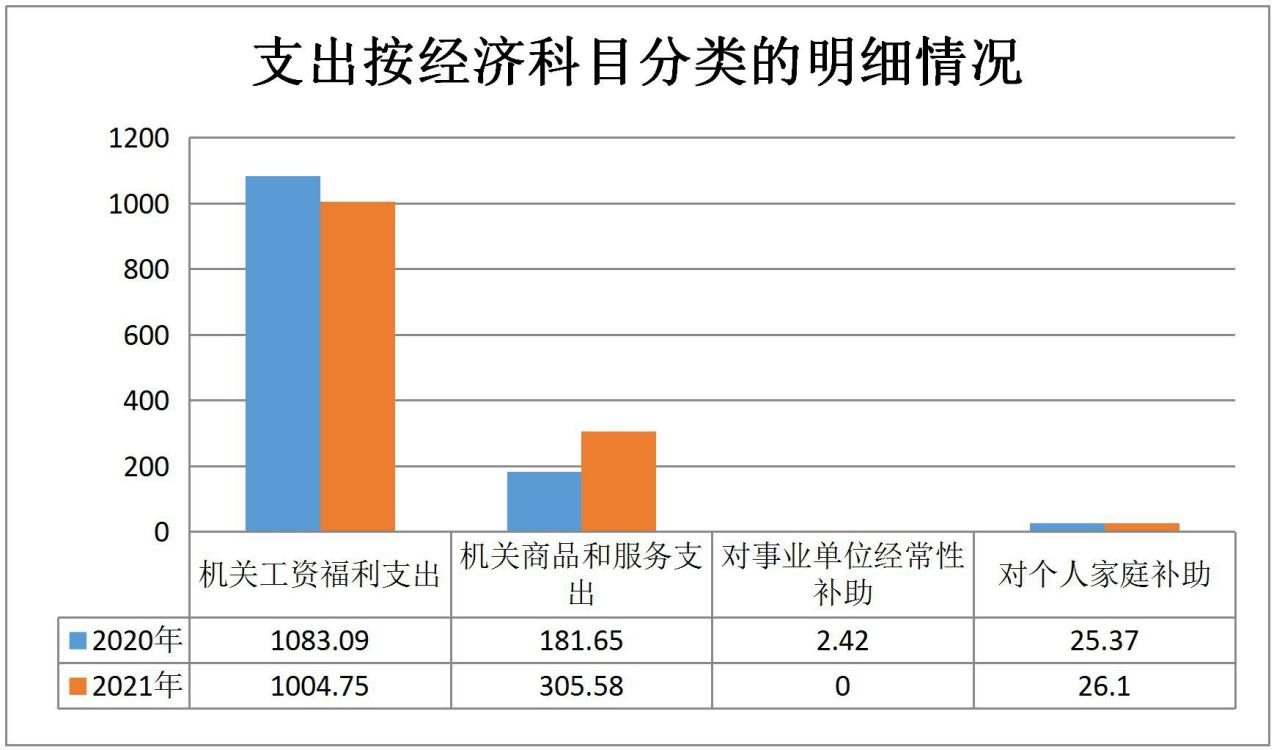 支出按经济科目分类的明细情况
1200
1000
800
600
400
200
0
机关工资福利支出
机关商品和服务支
出
对事业单位经常性
补助
对个人家庭补助
2020年 1083.09 181.65 2.42 25.37
2021年 1004.75 305.58 0 26.1